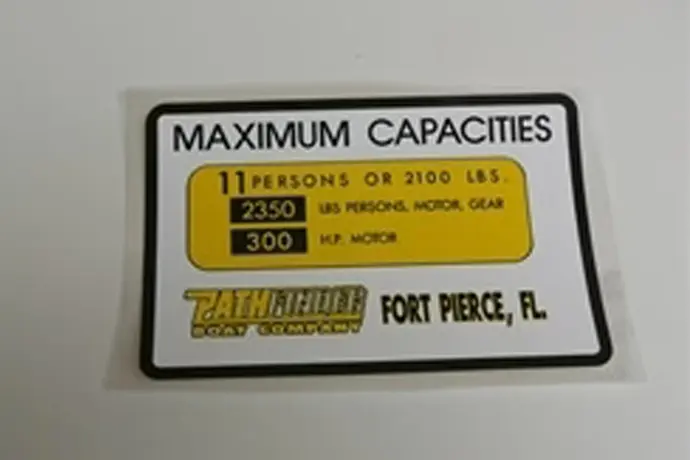 MAXIMUM CAPACITIES
11 PERSONS OR 2100 LBS.
2350 LBS PERSONS, MOTOR, GEAR
300 H.P. MOTOR
PATHFINDER
BOAT COMPANY
FORT PIERCE, FL.